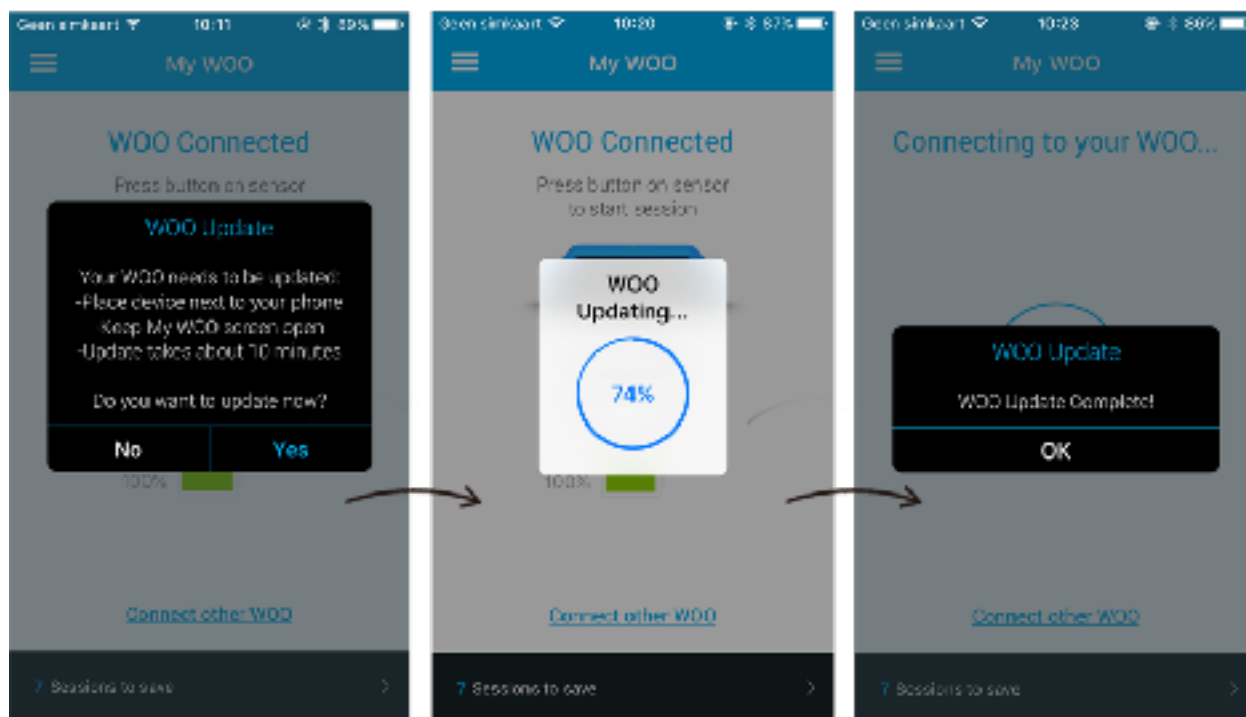 Geen simkaart 10:11 89%
My WOO
WOO Connected
Press button on sensor
WOO Update
Your WOO needs to be updated:
-Place device next to your phone
-Keep My WOO screen open
-Update takes about 10 minutes
Do you want to update now?
No Yes
100%
Connect other WOO
7 Sessions to save
Geen simkaart 10:20 87%
My WOO
WOO Connected
Press button on sensor
to start session
WOO
Updating...
74%
100%
Connect other WOO
7 Sessions to save
Geen simkaart 10:23 86%
My WOO
Connecting to your WOO...
WOO Update
WOO Update Complete!
OK
Connect other WOO
7 Sessions to save